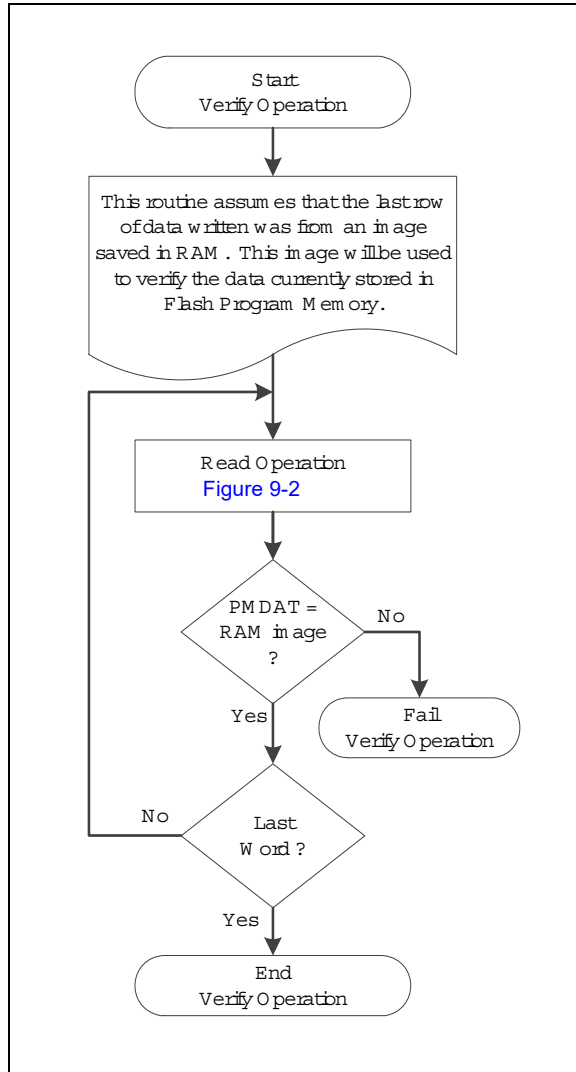 Start
Verify Operation
This routine assumes that the last row
of data written was from an image
saved in RAM. This image will be used
to verify the data currently stored in
Flash Program Memory.
Read Operation
Figure 9-2
PMDAT =
RAM image
?
No
Yes
Fail
Verify Operation
No
Last
Word ?
Yes
End
Verify Operation